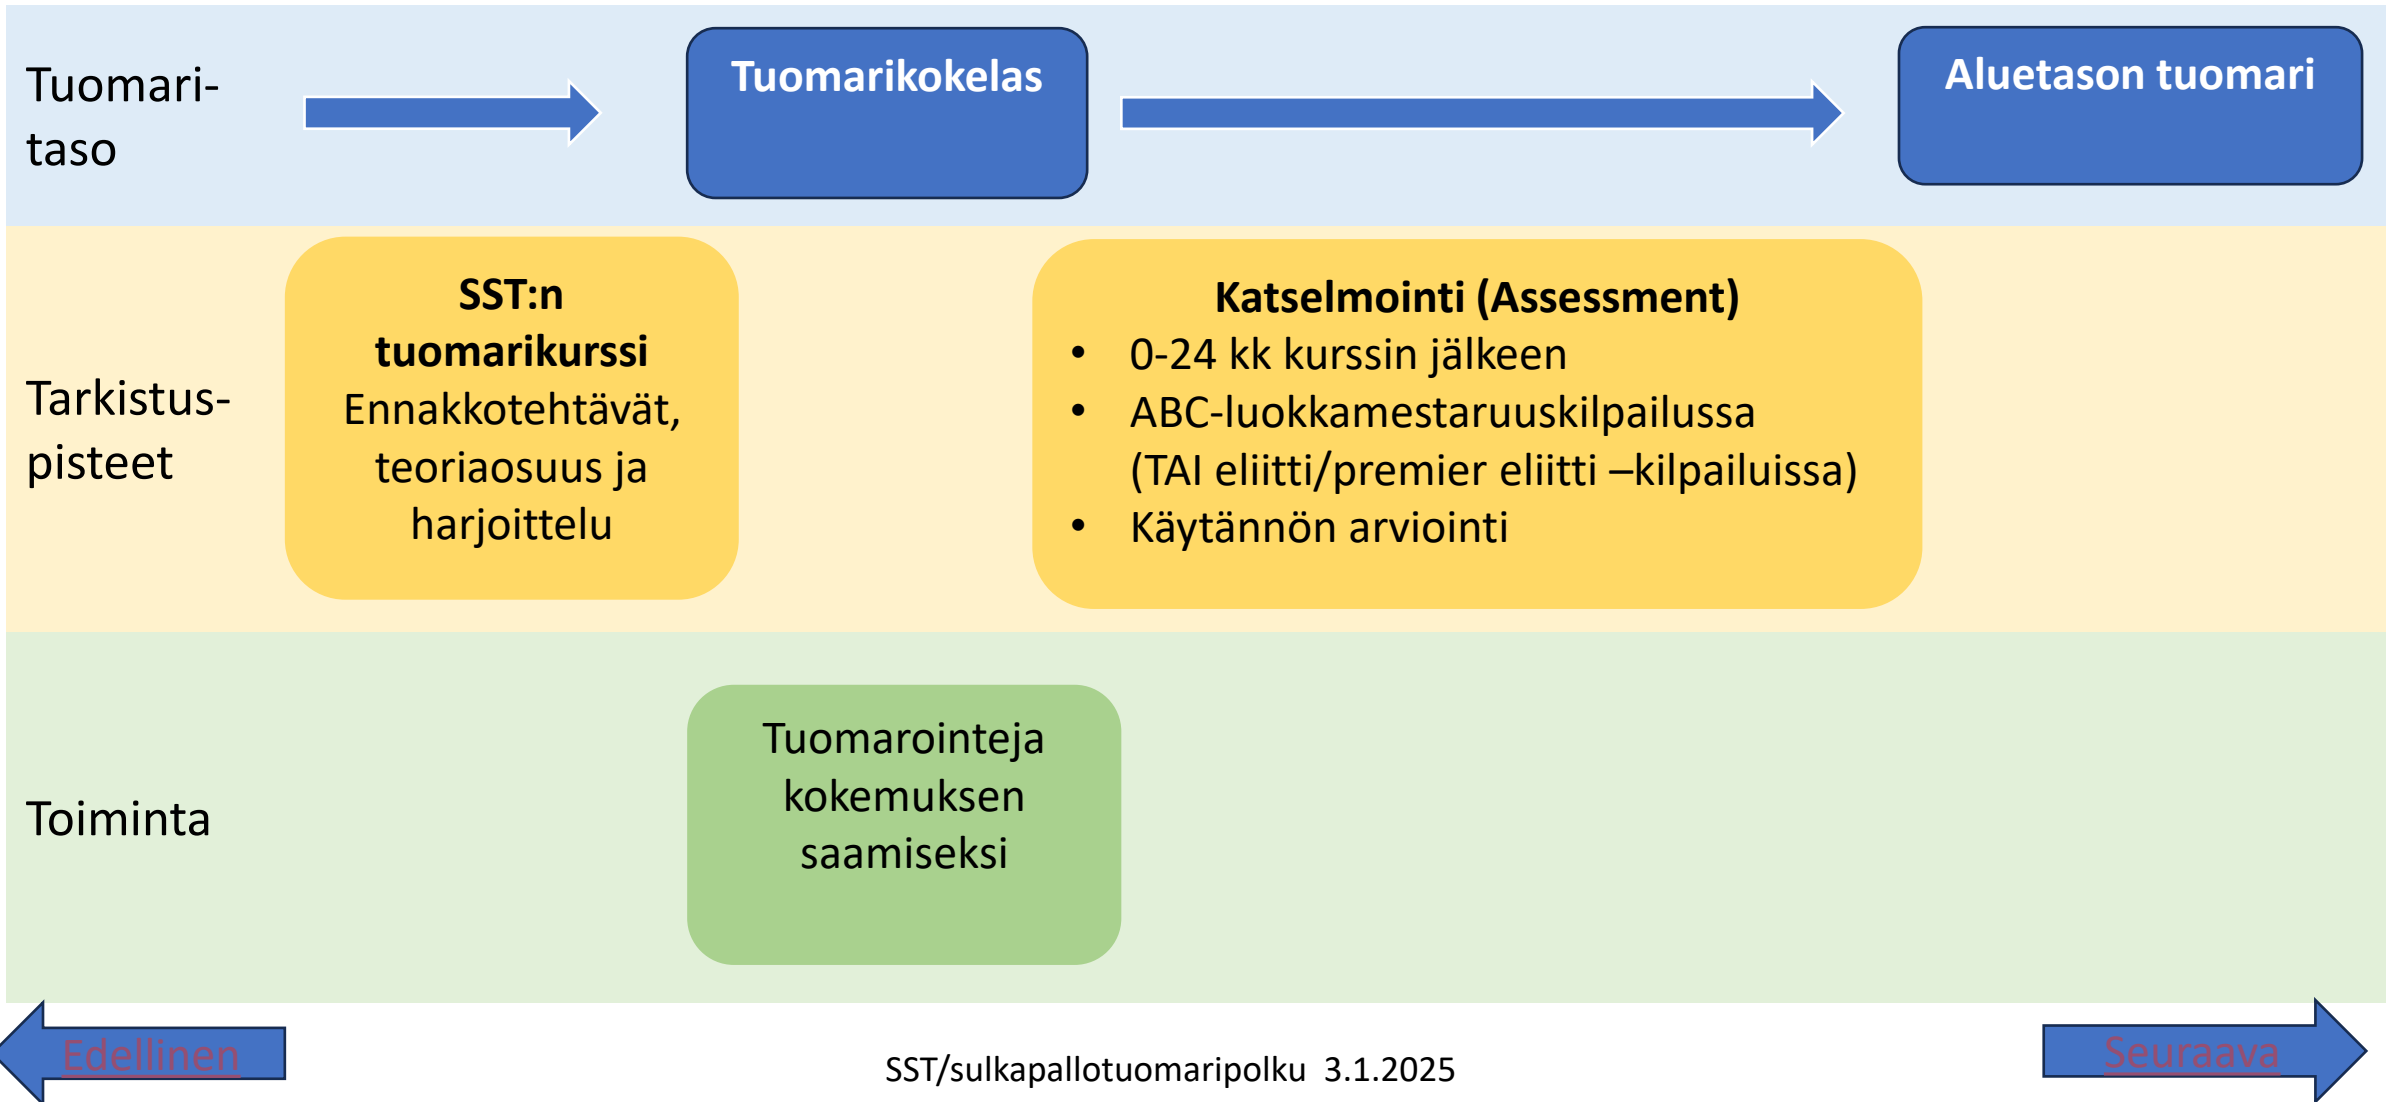 Tuomari-
taso
Tuomarikokelas
Aluetason tuomari
Tarkistus-
pisteet
SST:n
tuomarikurssi
Ennakkotehtävät,
teoriaosuus ja
harjoittelu
Katselmointi (Assessment)
• 0-24 kk kurssin jälkeen
• ABC-luokkamestaruuskilpailussa
(TAI eliitti/premier eliitti –kilpailuissa)
• Käytännön arviointi
Toiminta
Tuomarointeja
kokemuksen
saamiseksi
Edellinen
SST/sulkapallotuomaripolku 3.1.2025
Seuraava